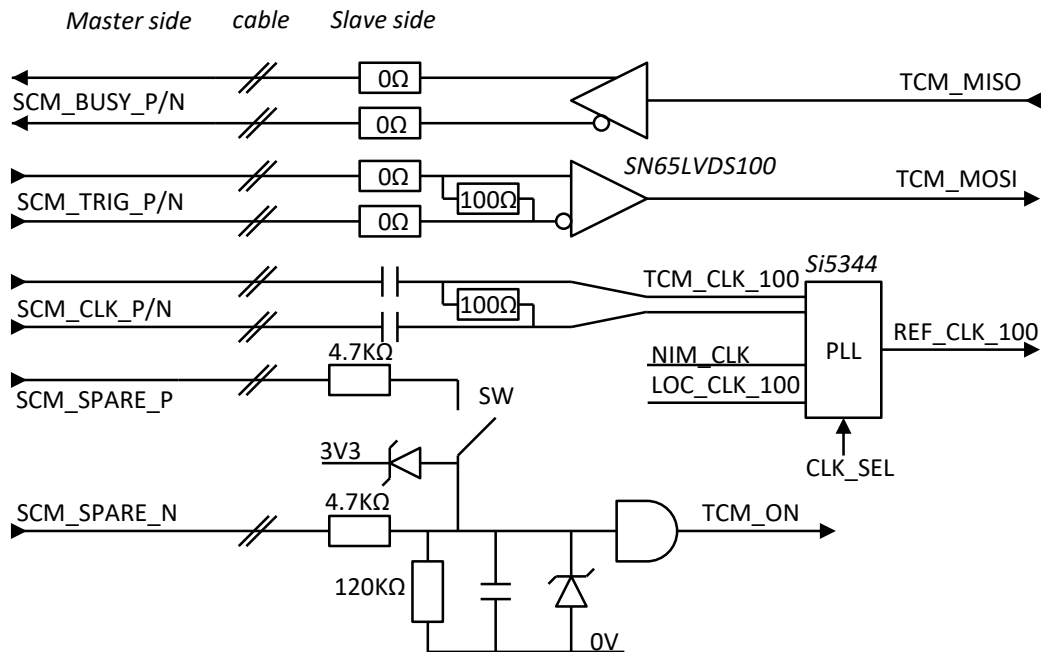 Master side cable Slave side
0Ω
SCM_BUSY_P/N
TCM_MISO
0Ω
SN65LVDS100
0Ω
TCM_MOSI
SCM_TRIG_P/N
100Ω
0Ω
Si5344
TCM_CLK_100
SCM_CLK_P/N
100Ω
REF_CLK_100
4.7KΩ
NIM_CLK
PLL
LOC_CLK_100
SCM_SPARE_P
SW
3V3
CLK_SEL
4.7KΩ
SCM_SPARE_N
TCM_ON
120KΩ
0V